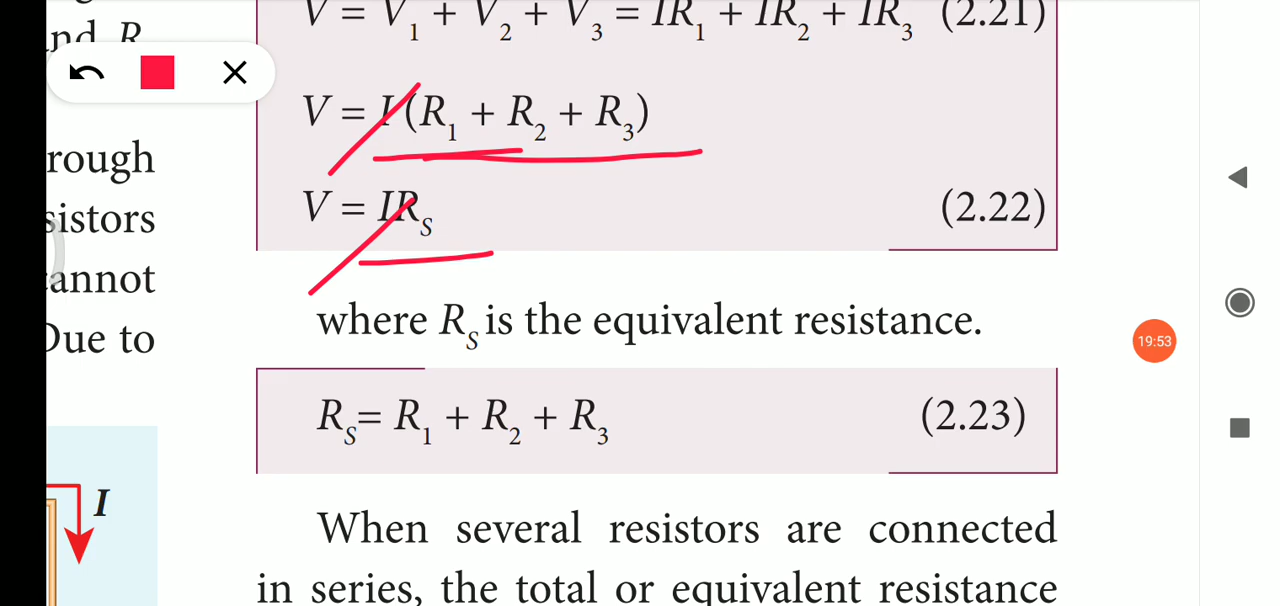 nd R
V = V1 + V2 + V3 = IR1 + IR2 + IR3 (2.21)
V = I (R1 + R2 + R3)
V = IRS (2.22)
rough
sistors
cannot
Due to
where RS is the equivalent resistance.
RS= R1 + R2 + R3 (2.23)
I
When several resistors are connected
in series, the total or equivalent resistance
19:53